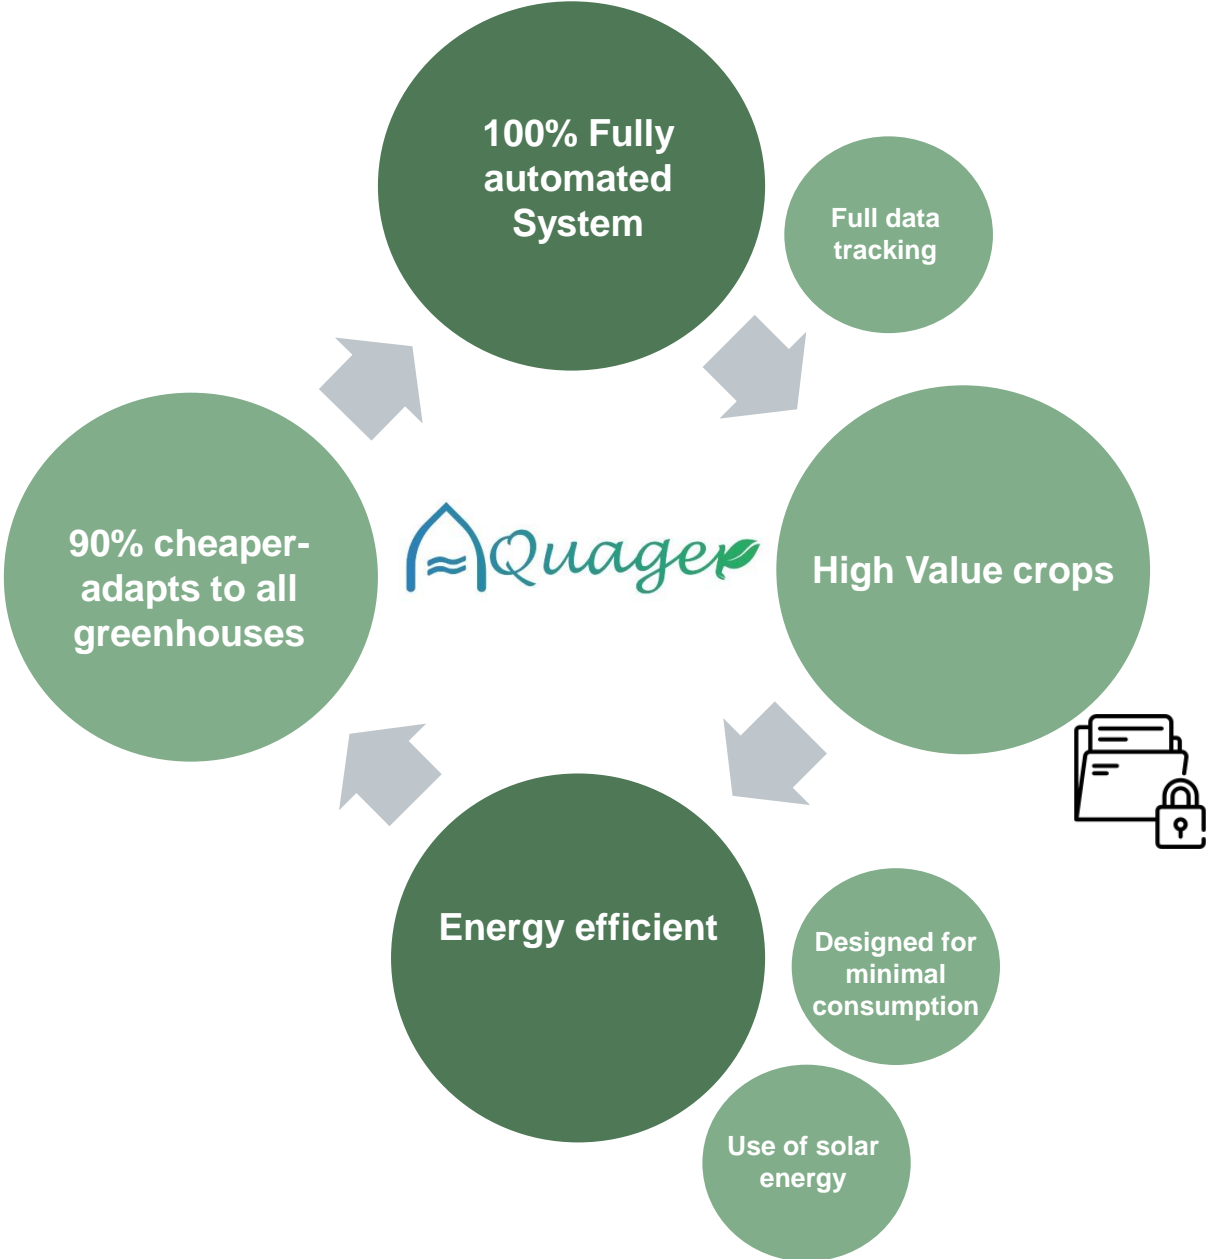 100% Fully
automated
System
Full data
tracking
90% cheaper-
adapts to all
greenhouses
AQuager
High Value crops
Energy efficient
Designed for
minimal
consumption
Use of solar
energy